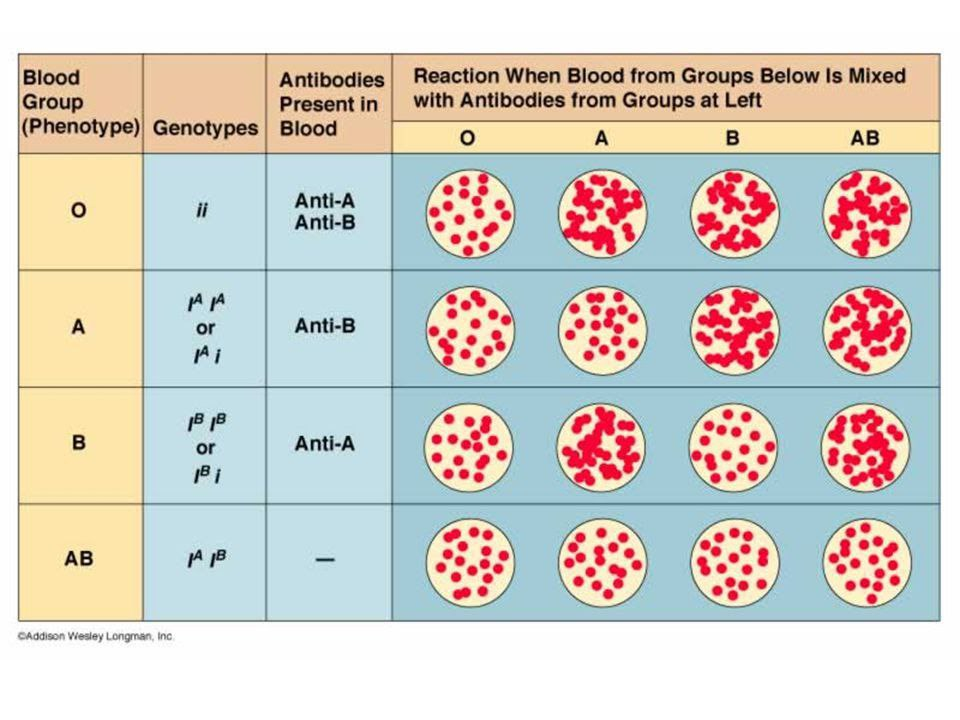 Blood
Group
(Phenotype)
Genotypes
Antibodies
Present in
Blood
Reaction When Blood from Groups Below Is Mixed
with Antibodies from Groups at Left
O A B AB
O
ii
Anti-A
Anti-B
A
Iᴬ Iᴬ
or
Iᴬ i
Anti-B
B
Iᴮ Iᴮ
or
Iᴮ i
Anti-A
AB
Iᴬ Iᴮ
—
©Addison Wesley Longman, Inc.